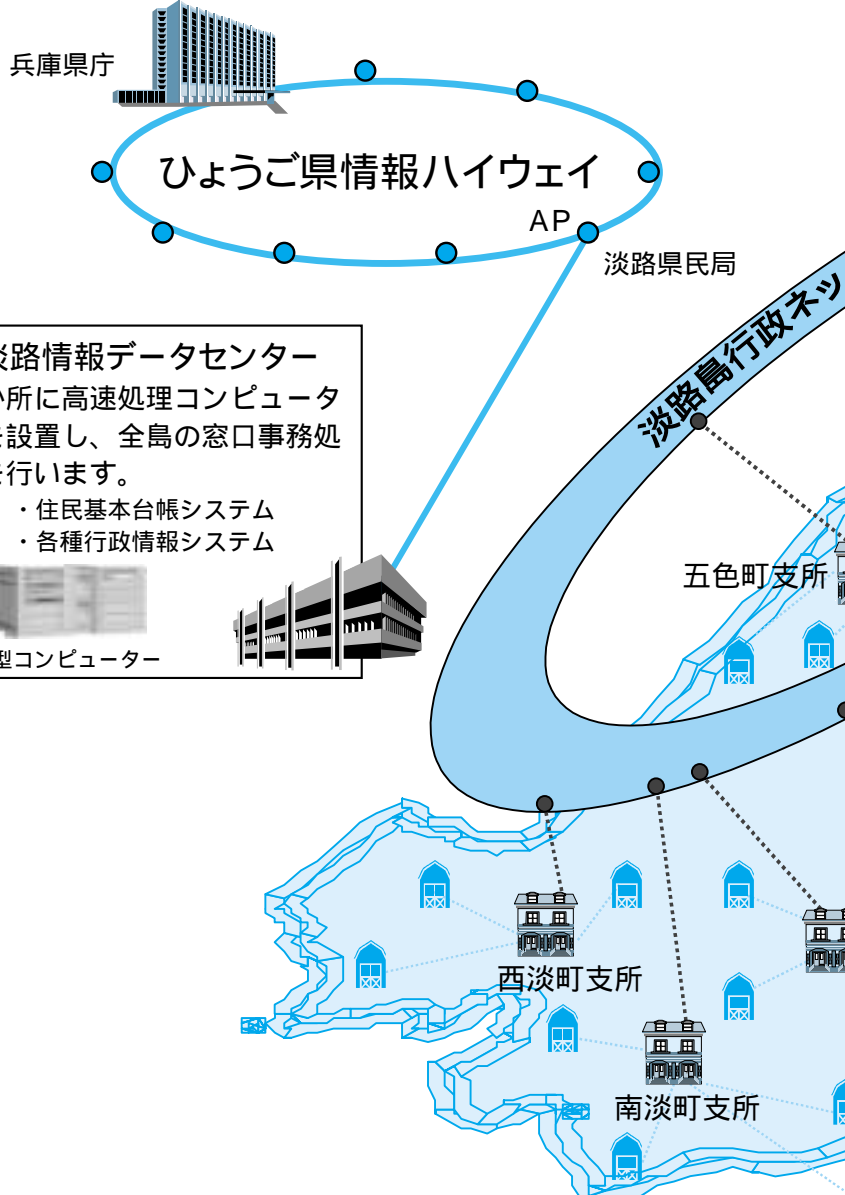 兵庫県庁
ひょうご県情報ハイウェイ
AP
淡路県民局
淡路島行政ネッ
路情報データセンター
所に高速処理コンピュータ
設置し、全島の窓口事務処
行います。
・住民基本台帳システム
・各種行政情報システム
型コンピューター
五色町支所
西淡町支所
南淡町支所